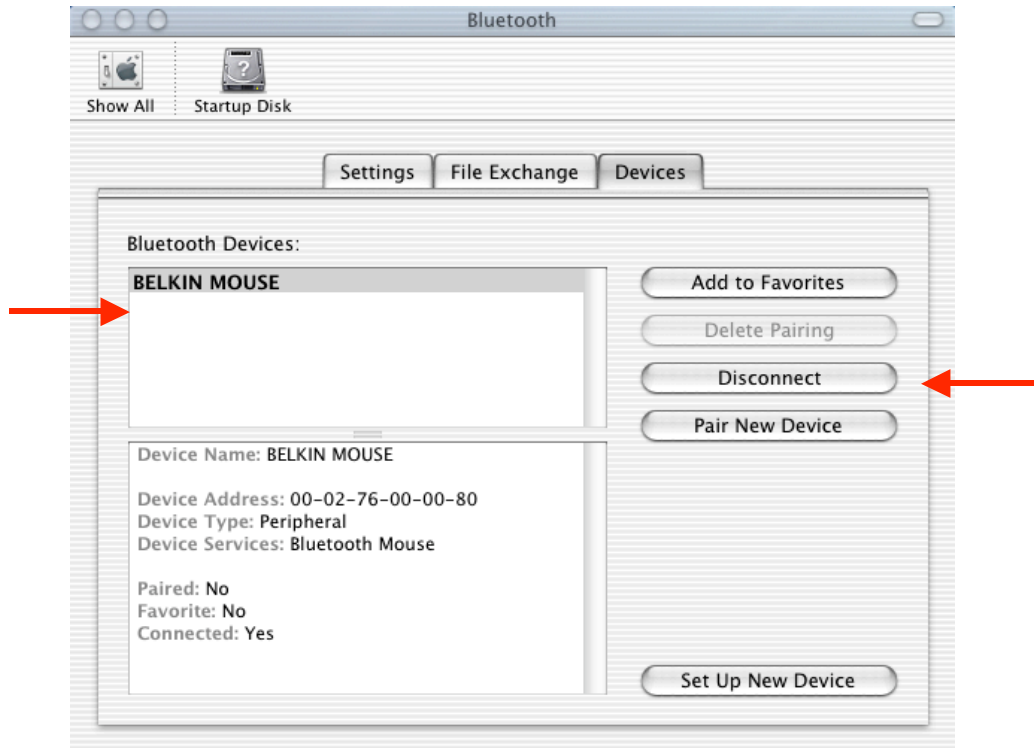 Bluetooth
Show All
Startup Disk
Settings
File Exchange
Devices
Bluetooth Devices:
BELKIN MOUSE
Add to Favorites
Delete Pairing
Disconnect
Pair New Device
Device Name: BELKIN MOUSE
Device Address: 00-02-76-00-00-80
Device Type: Peripheral
Device Services: Bluetooth Mouse
Paired: No
Favorite: No
Connected: Yes
Set Up New Device